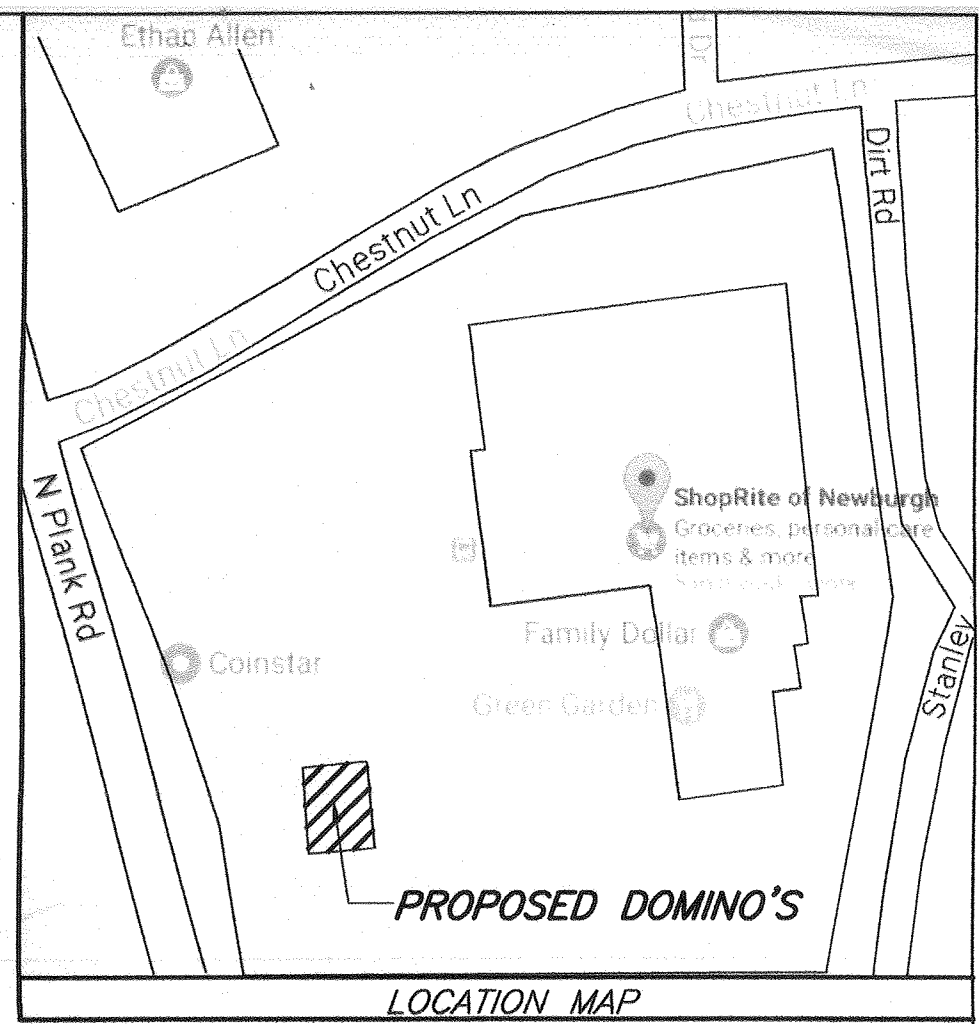 Ethan Allen
Dr
Chestnut Ln
Dirt Rd
Chestnut Ln
Chestnut Ln
N Plank Rd
ShopRite of Newburgh
Groceries, personal care
items & more
Family Dollar
Coinstar
Green Garden
Stanley
PROPOSED DOMINO'S
LOCATION MAP